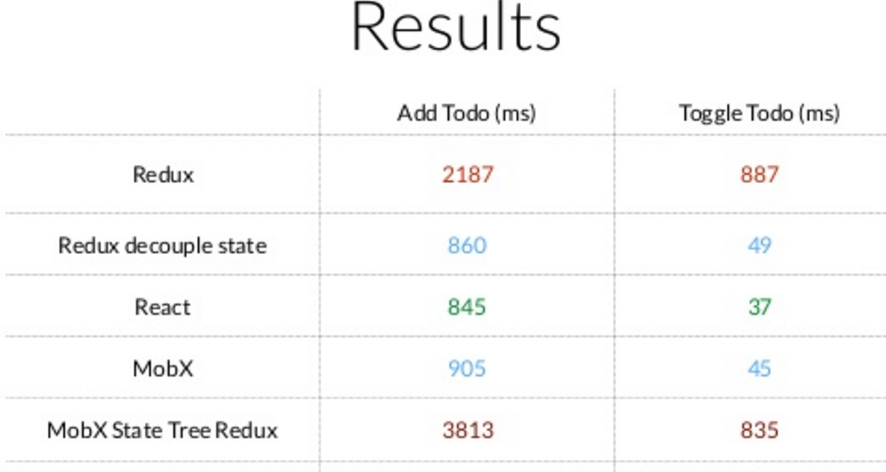 Results
Add Todo (ms) Toggle Todo (ms)
Redux 2187 887
Redux decouple state 860 49
React 845 37
MobX 905 45
MobX State Tree Redux 3813 835